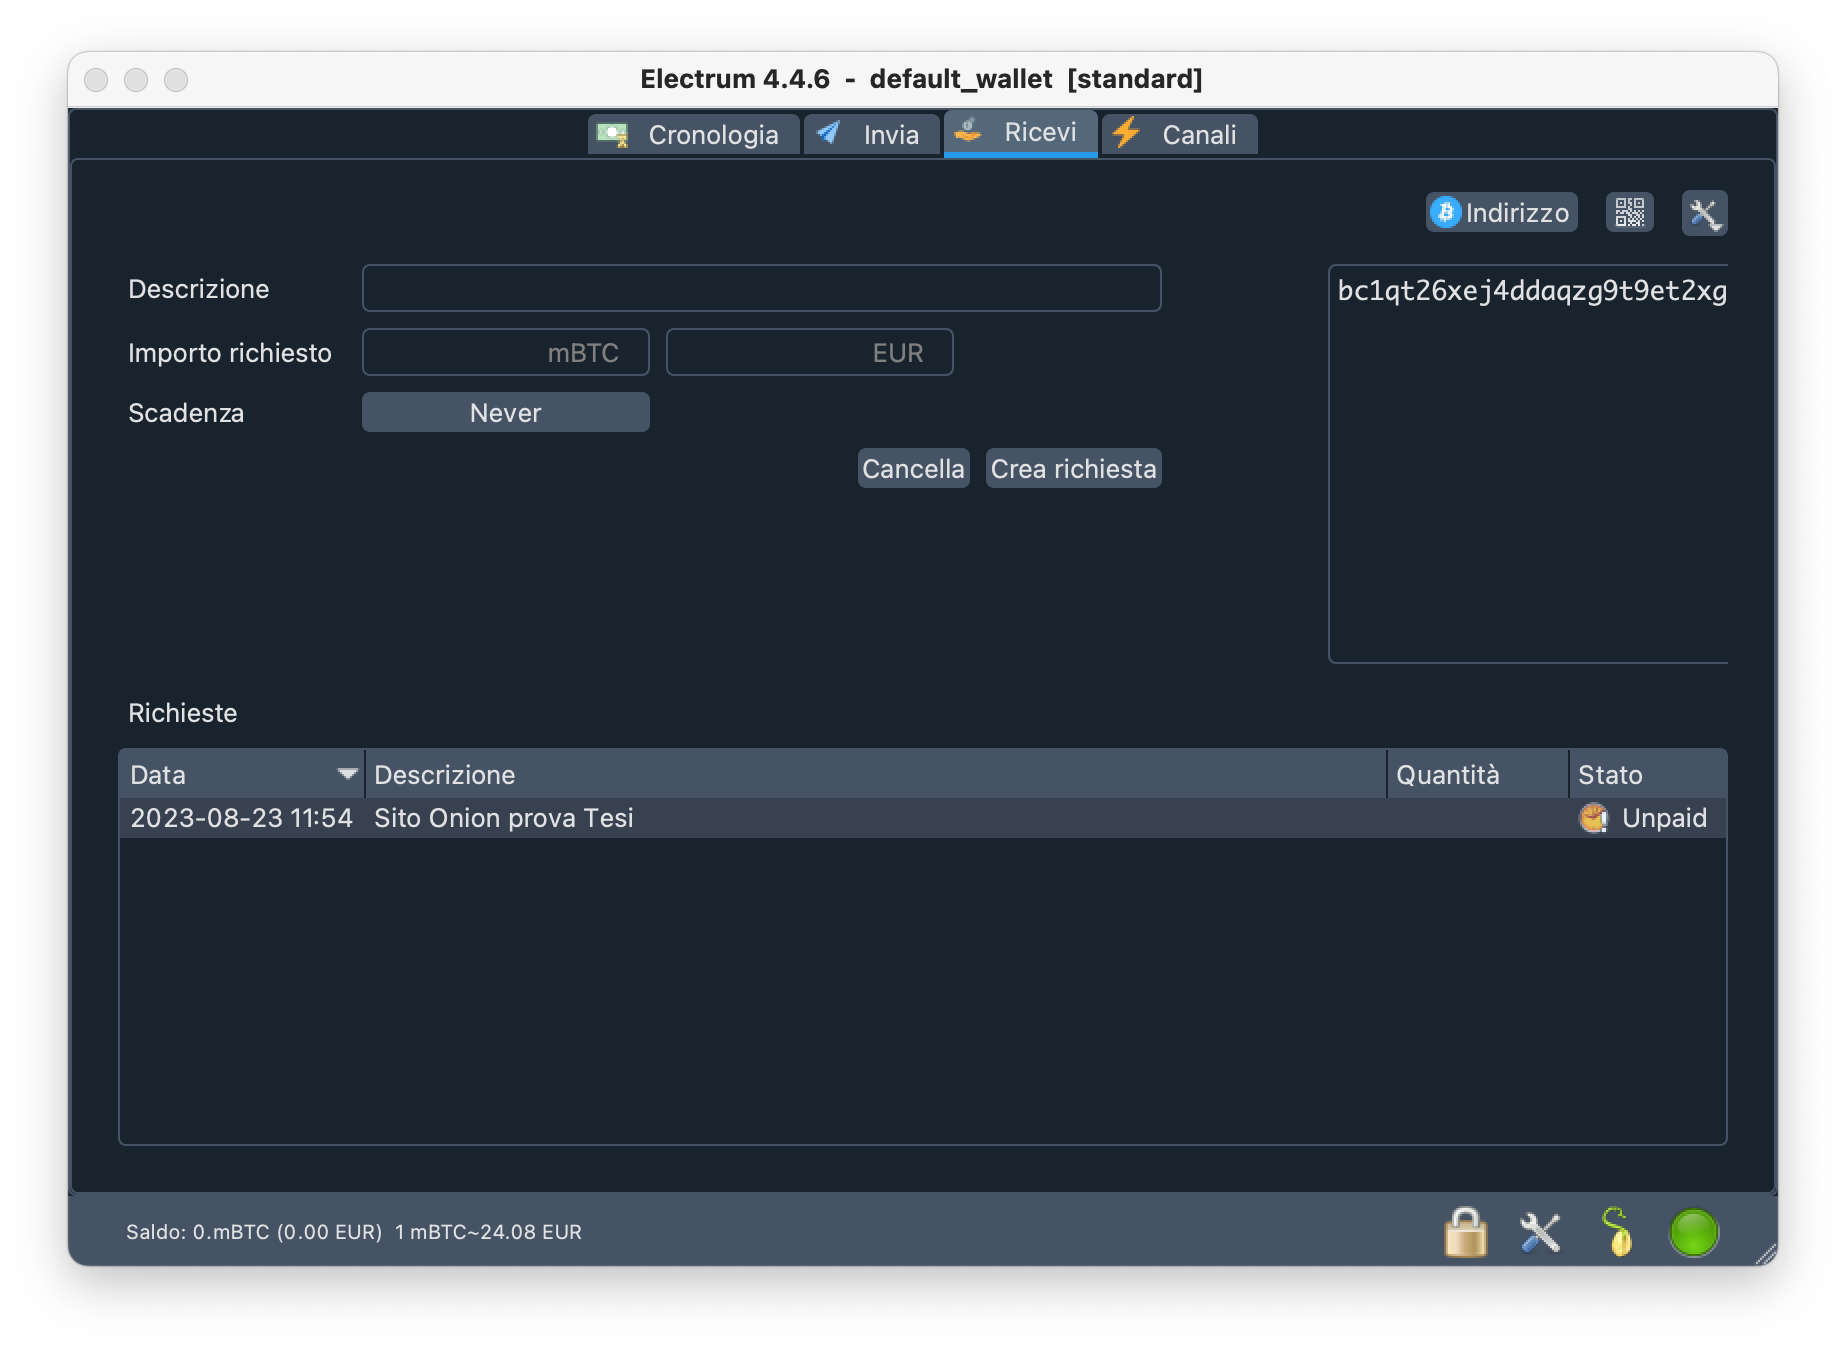 Electrum 4.4.6 - default_wallet [standard]
Cronologia Invia Ricevi Canali
Indirizzo
Descrizione
bc1qt26xej4ddaqzg9t9et2xg
Importo richiesto mBTC EUR
Scadenza Never
Cancella Crea richiesta
Richieste
Data Descrizione Quantità Stato
2023-08-23 11:54 Sito Onion prova Tesi Unpaid
Saldo: 0.mBTC (0.00 EUR) 1 mBTC~24.08 EUR